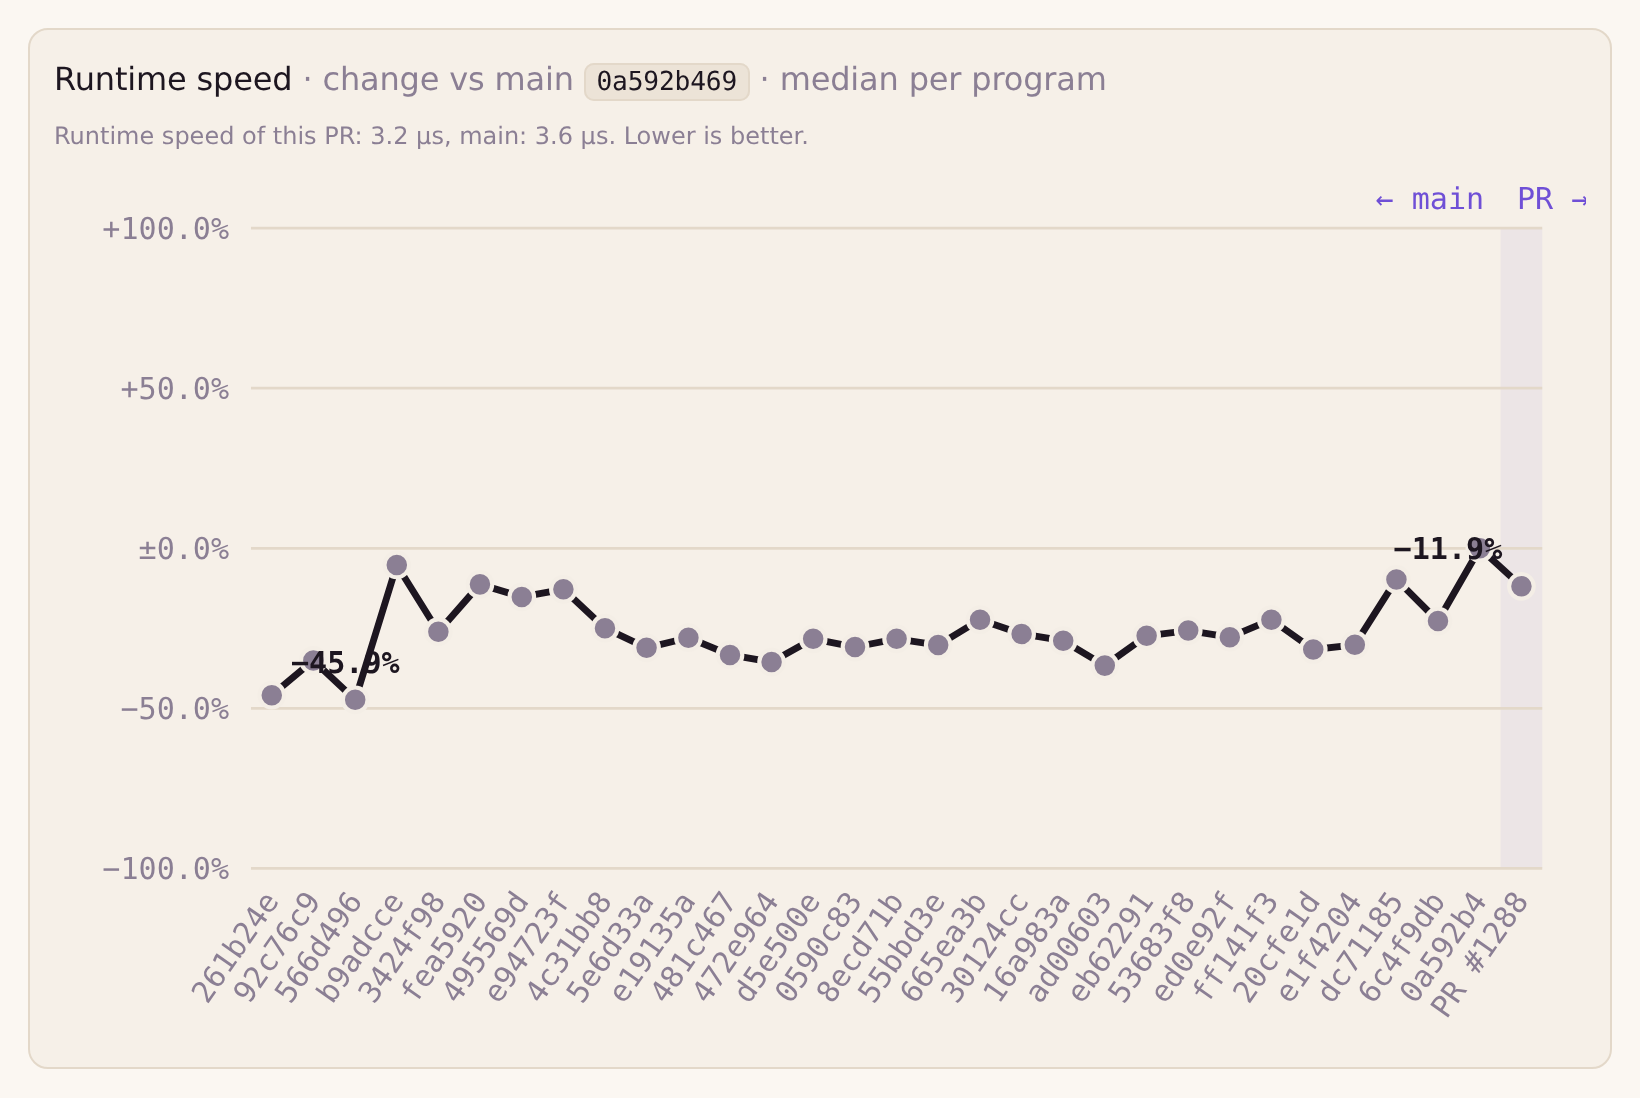 Runtime speed · change vs main 0a592b469 · median per program
Runtime speed of this PR: 3.2 µs, main: 3.6 µs. Lower is better.
← main PR →
+100.0%
+50.0%
±0.0%
−50.0%
−100.0%
−11.9%
−45.9%
261b24e
92c76c9
566d496
b9adcce
3424f98
fea5920
495569d
e94723f
4c31bb8
5e6d33a
e19135a
481c467
472e964
d5e500e
0590c83
8ecd71b
55bbd3e
665ea3b
30124cc
16a983a
ad00603
eb62291
53683f8
ed0e92f
ff141f3
20cfe1d
e1f4204
dc71185
6c4f9db
0a592b4
PR #1288